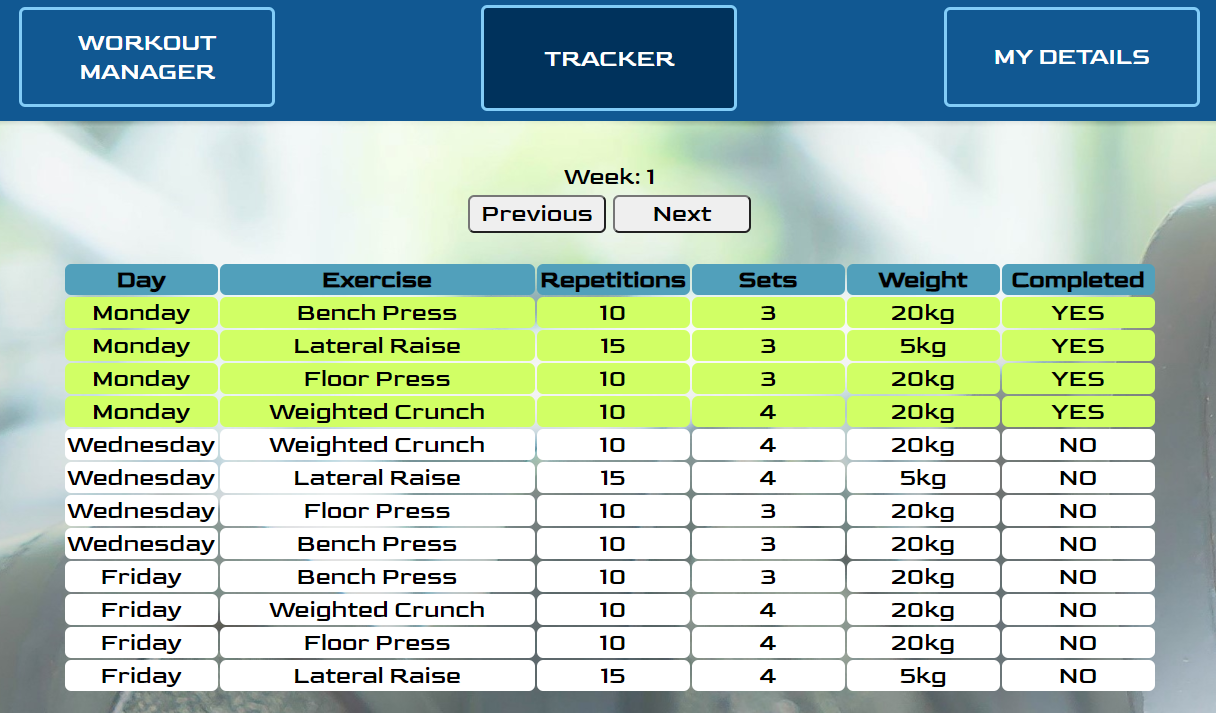 WORKOUT
MANAGER
TRACKER
MY DETAILS
Week: 1
Previous Next
Day Exercise Repetitions Sets Weight Completed
Monday Bench Press 10 3 20kg YES
Monday Lateral Raise 15 3 5kg YES
Monday Floor Press 10 3 20kg YES
Monday Weighted Crunch 10 4 20kg YES
Wednesday Weighted Crunch 10 4 20kg NO
Wednesday Lateral Raise 15 4 5kg NO
Wednesday Floor Press 10 3 20kg NO
Wednesday Bench Press 10 3 20kg NO
Friday Bench Press 10 3 20kg NO
Friday Weighted Crunch 10 4 20kg NO
Friday Floor Press 10 4 20kg NO
Friday Lateral Raise 15 4 5kg NO